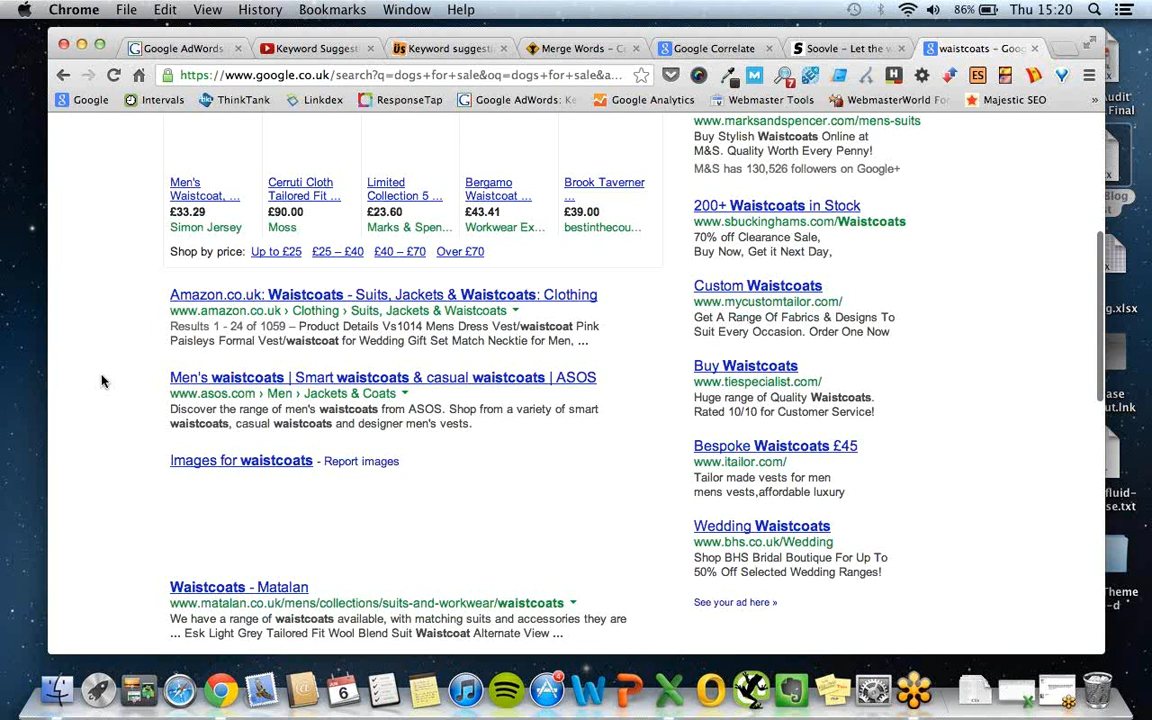 Chrome File Edit View History Bookmarks Window Help 86% Thu 15:20
Google AdWords × Keyword Suggest × Keyword suggesti × Merge Words – C × Google Correlate × Soovle - Let the × waistcoats - Goog ×
https://www.google.co.uk/search?q=dogs+for+sale&oq=dogs+for+sale&a...
Google Intervals ThinkTank Linkdex ResponseTap Google AdWords: Ke Google Analytics Webmaster Tools WebmasterWorld Fo Majestic SEO »
Men's
Waistcoat, ...
£33.29
Simon Jersey
Cerruti Cloth
Tailored Fit ...
£90.00
Moss
Limited
Collection 5 ...
£23.60
Marks & Spen...
Bergamo
Waistcoat ...
£43.41
Workwear Ex...
Brook Taverner
...
£39.00
bestinthecou...
Shop by price: Up to £25 £25 – £40 £40 – £70 Over £70
Amazon.co.uk: Waistcoats - Suits, Jackets & Waistcoats: Clothing
www.amazon.co.uk › Clothing › Suits, Jackets & Waistcoats
Results 1 - 24 of 1059 – Product Details Vs1014 Mens Dress Vest/waistcoat Pink
Paisleys Formal Vest/waistcoat for Wedding Gift Set Match Necktie for Men, ...
Men's waistcoats | Smart waistcoats & casual waistcoats | ASOS
www.asos.com › Men › Jackets & Coats
Discover the range of men's waistcoats from ASOS. Shop from a variety of smart
waistcoats, casual waistcoats and designer men's vests.
Images for waistcoats - Report images
Waistcoats - Matalan
www.matalan.co.uk/mens/collections/suits-and-workwear/waistcoats
We have a range of waistcoats available, with matching suits and accessories they are
... Esk Light Grey Tailored Fit Wool Blend Suit Waistcoat Alternate View ...
www.marksandspencer.com/mens-suits
Buy Stylish Waistcoats Online at
M&S. Quality Worth Every Penny!
M&S has 130,526 followers on Google+
200+ Waistcoats in Stock
www.sbuckinghams.com/Waistcoats
70% off Clearance Sale,
Buy Now, Get it Next Day,
Custom Waistcoats
www.mycustomtailor.com/
Get A Range Of Fabrics & Designs To
Suit Every Occasion. Order One Now
Buy Waistcoats
www.tiespecialist.com/
Huge range of Quality Waistcoats.
Rated 10/10 for Customer Service!
Bespoke Waistcoats £45
www.itailor.com/
Tailor made vests for men
mens vests,affordable luxury
Wedding Waistcoats
www.bhs.co.uk/Wedding
Shop BHS Bridal Boutique For Up To
50% Off Selected Wedding Ranges!
See your ad here »